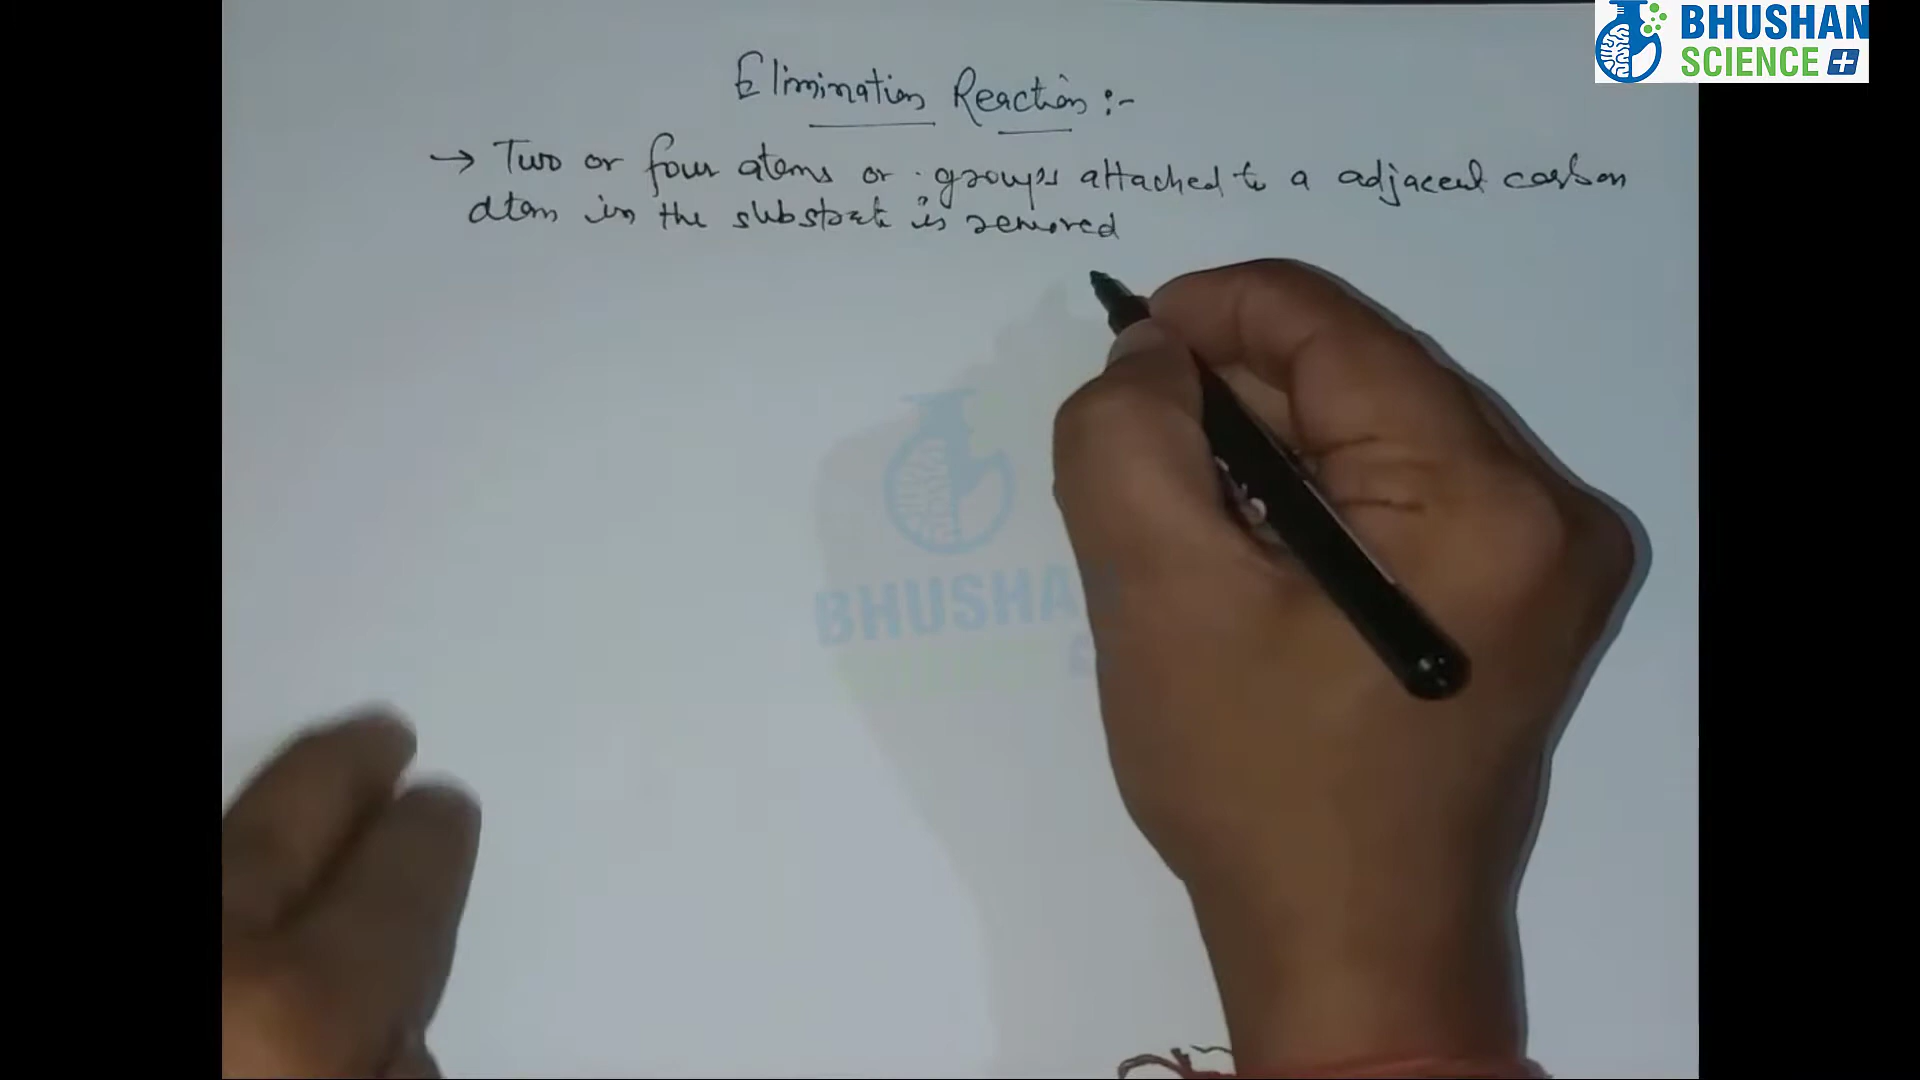 BHUSHAN
SCIENCE +
Elimination Reaction :-
→ Two or four atoms or groups attached to a adjacent carbon
atom in the substrate is removed
BHUSHAN